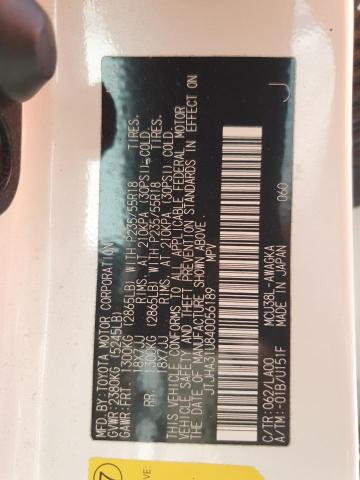 MFD.BY:TOYOTA MOTOR CORPORATION
GVWR:2380KG(5245LB)
GAWR:FRT. 1300KG (2865LB) WITH P235/55R18 TIRES,
18X7JJ RIMS, AT 210KPA (30PSI) COLD.
RR. 1300KG (2865LB) WITH P235/55R18 TIRES,
18X7JJ RIMS, AT 210KPA (30PSI) COLD.
THIS VEHICLE CONFORMS TO ALL APPLICABLE FEDERAL MOTOR
VEHICLE SAFETY AND THEFT PREVENTION STANDARDS IN EFFECT ON
THE DATE OF MANUFACTURE SHOWN ABOVE.
JTJHA31U840056189 MPV
J
C/TR:062/LA00 MCU38L-AWAGKA 060
A/TM:-01B/U151F MADE IN JAPAN